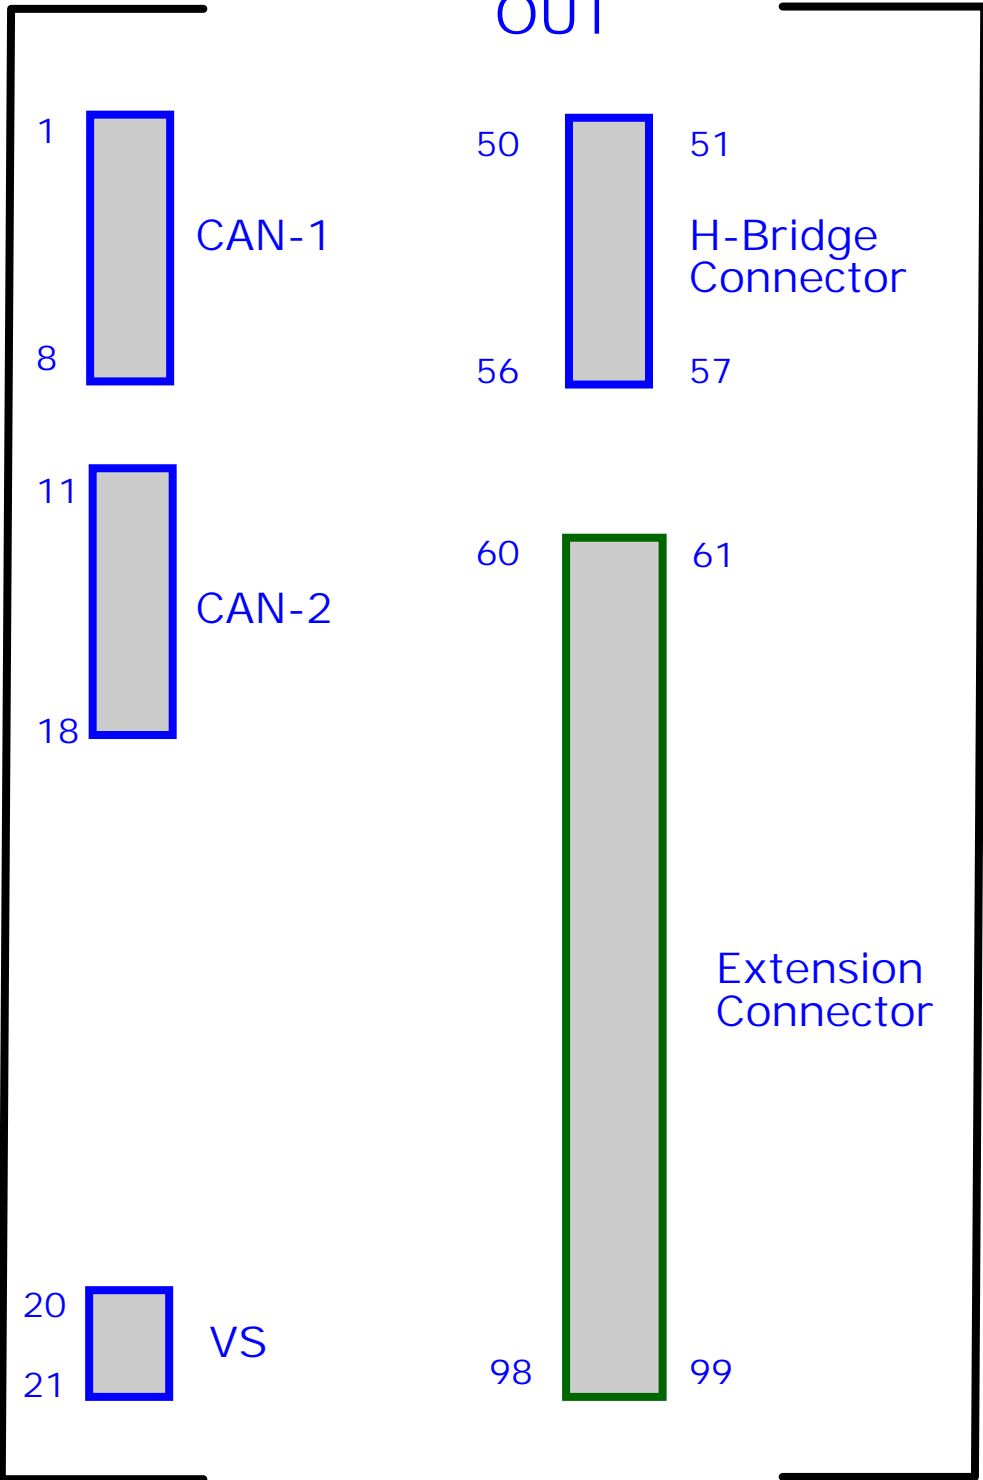 OUT
1
50
51
CAN-1
H-Bridge
Connector
8
56
57
11
60
61
CAN-2
18
Extension
Connector
20
VS
21
98
99